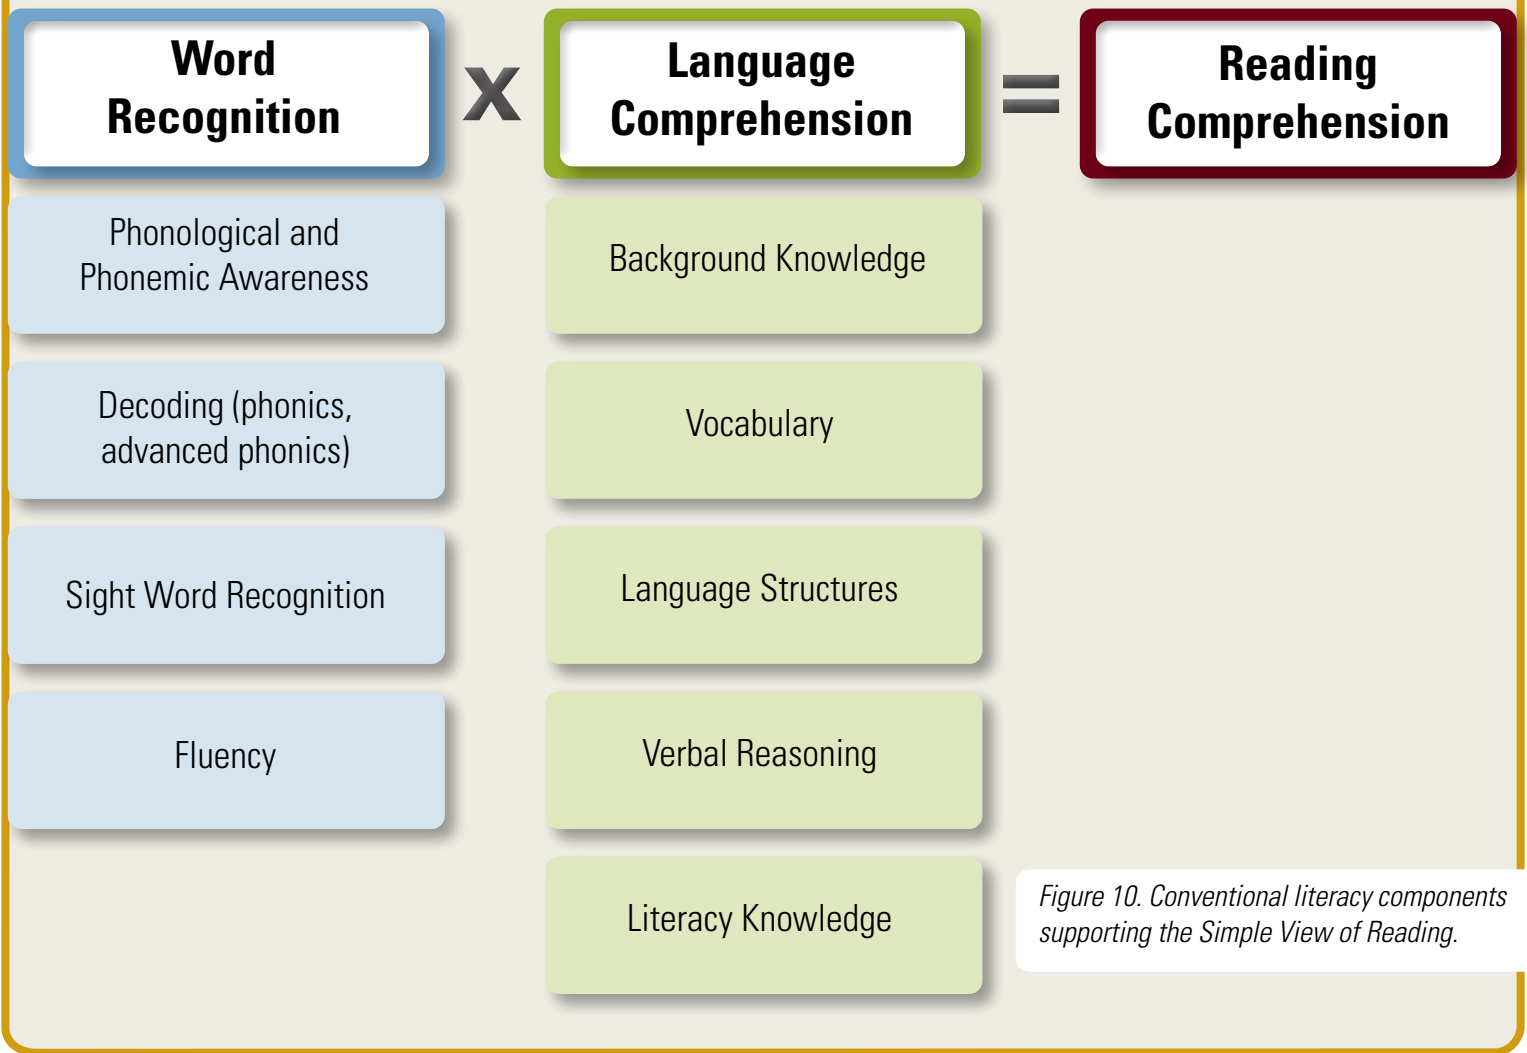 Word
Recognition
x
Language
Comprehension
=
Reading
Comprehension
Phonological and
Phonemic Awareness
Decoding (phonics,
advanced phonics)
Sight Word Recognition
Fluency
Background Knowledge
Vocabulary
Language Structures
Verbal Reasoning
Literacy Knowledge
Figure 10. Conventional literacy components
supporting the Simple View of Reading.